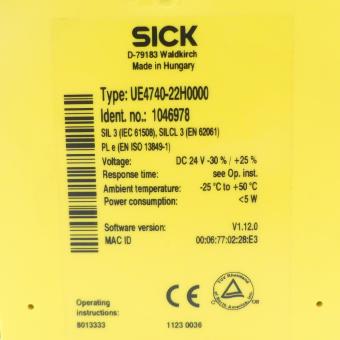 SICK
D-79183 Waldkirch
Made in Hungary
Type: UE4740-22H0000
Ident. no.: 1046978
SIL 3 (IEC 61508), SILCL 3 (EN 62061)
PL e (EN ISO 13849-1)
Voltage: DC 24 V -30% / +25%
Response time: see Op. inst.
Ambient temperature: -25 °C to +50°C
Power consumption: <5 W
Software version: V1.12.0
MAC ID 00:06:77:02:28:E3
Operating
instructions:
8013333
1123 0036
CE